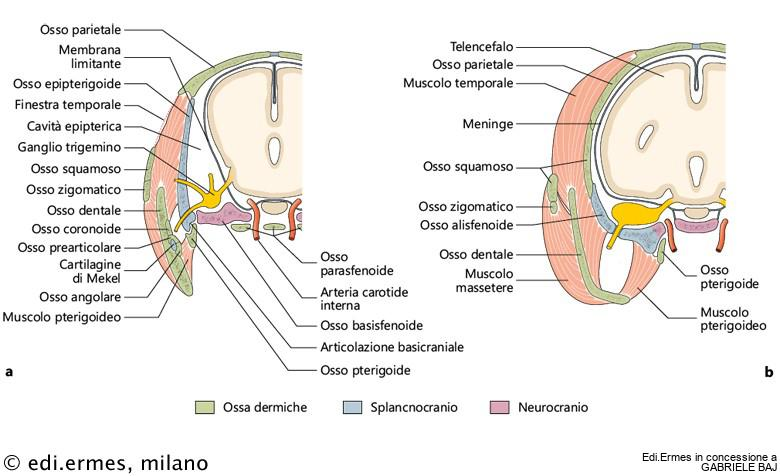 Osso parietale
Membrana
limitante
Osso epipterigoide
Finestra temporale
Cavità epipterica
Ganglio trigemino
Osso squamoso
Osso zigomatico
Osso dentale
Osso coronoide
Osso prearticolare
Cartilagine
di Mekel
Osso angolare
Muscolo pterigoideo
Osso
parasfenoide
Arteria carotide
interna
Osso basisfenoide
Articolazione basicraniale
Osso pterigoide
a
Telencefalo
Osso parietale
Muscolo temporale
Meninge
Osso squamoso
Osso zigomatico
Osso alisfenoide
Osso dentale
Muscolo
massetere
Osso
pterigoide
Muscolo
pterigoideo
b
Ossa dermiche
Splancnocranio
Neurocranio
© edi.ermes, milano
Edi.Ermes in concessione a
GABRIELE BAJ